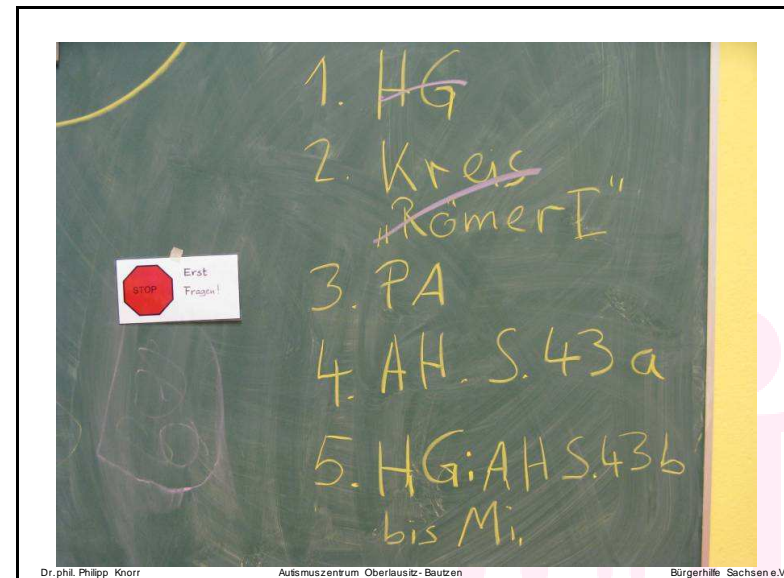 1. HG
2. Kreis
„Römer I"
STOP Erst
Fragen!
3. PA
4. AH. S. 43 a
5. HG: AH S. 43 b
bis Mi.
Dr. phil. Philipp Knorr Autismuszentrum Oberlausitz- Bautzen Bürgerhilfe Sachsen e.V